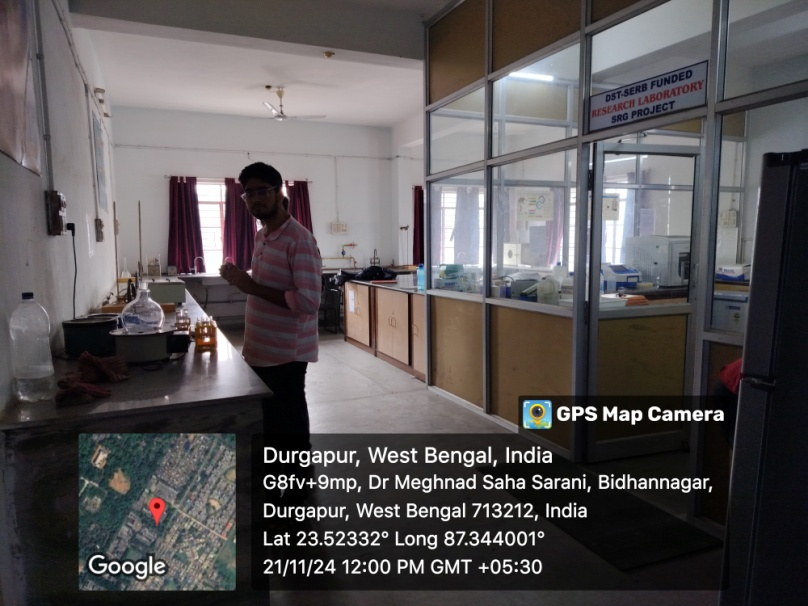 DST-SERB FUNDED
RESEARCH LABORATORY
SRG PROJECT
GPS Map Camera
Durgapur, West Bengal, India
G8fv+9mp, Dr Meghnad Saha Sarani, Bidhannagar,
Durgapur, West Bengal 713212, India
Lat 23.52332° Long 87.344001°
21/11/24 12:00 PM GMT +05:30
Google